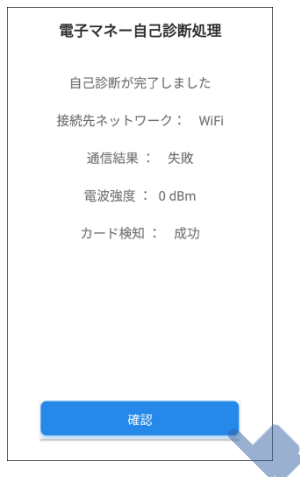 電子マネー自己診断処理
自己診断が完了しました
接続先ネットワーク： WiFi
通信結果 ： 失敗
電波強度 ： 0 dBm
カード検知 ： 成功
確認